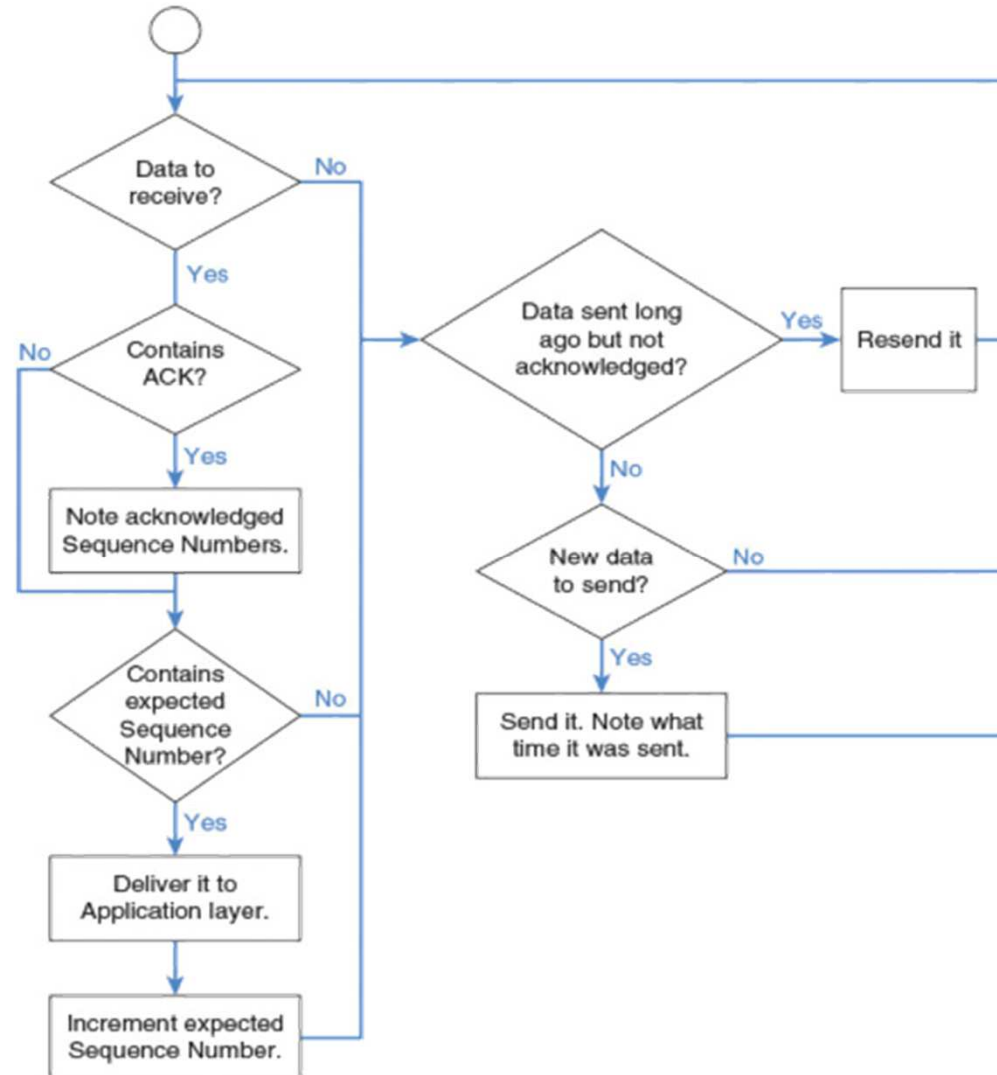 Data to
receive?
No
Yes
Contains
ACK?
No
Yes
Note acknowledged
Sequence Numbers.
Contains
expected
Sequence
Number?
No
Yes
Deliver it to
Application layer.
Increment expected
Sequence Number.
Data sent long
ago but not
acknowledged?
Yes
Resend it
No
New data
to send?
No
Yes
Send it. Note what
time it was sent.